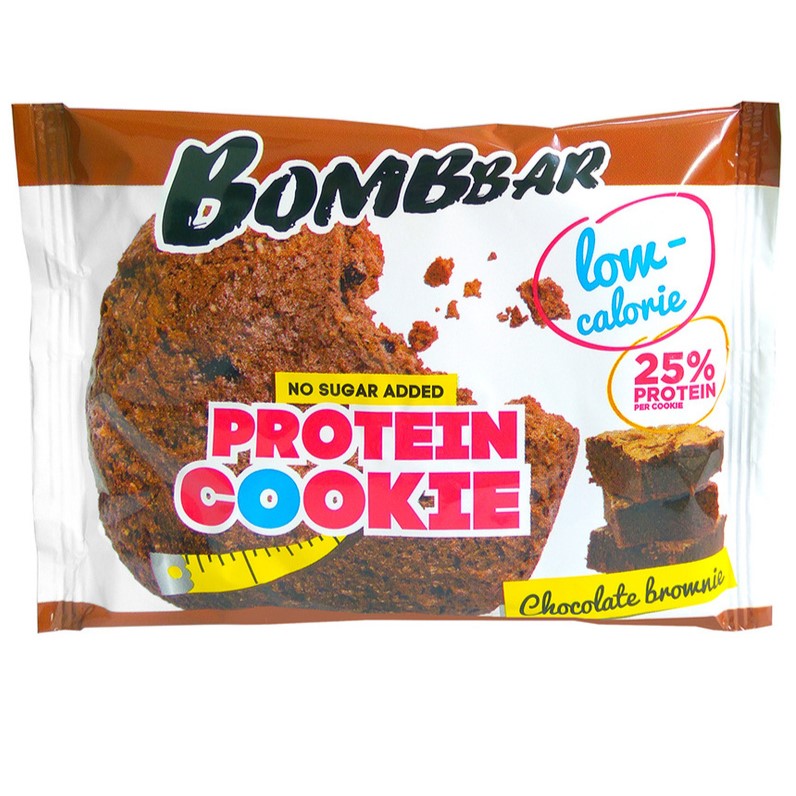 BOMBBAR
low-
calorie
25%
PROTEIN
PER COOKIE
NO SUGAR ADDED
PROTEIN
COOKIE
Chocolate brownie